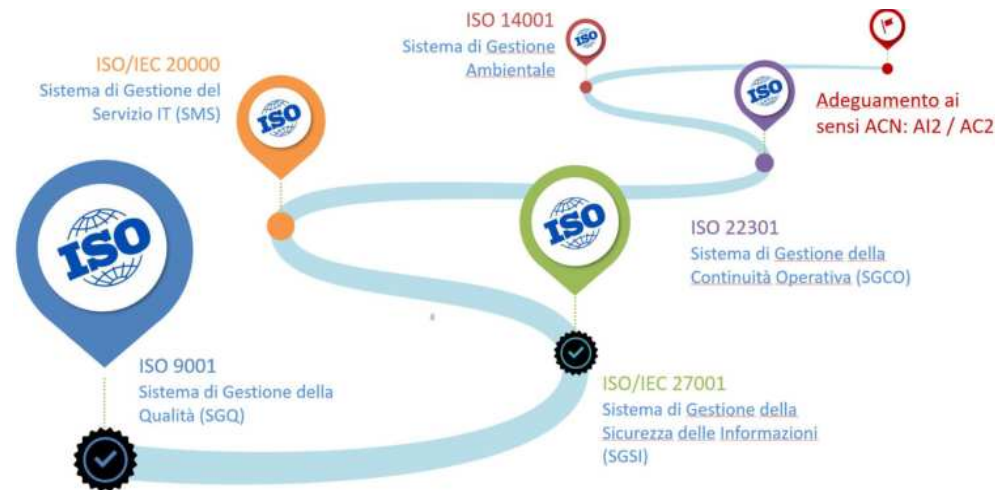 ISO 14001
Sistema di Gestione
Ambientale
ISO/IEC 20000
Sistema di Gestione del
Servizio IT (SMS)
Adeguamento ai
sensi ACN: AI2 / AC2
ISO
ISO
ISO
ISO
ISO
ISO 22301
Sistema di Gestione della
Continuità Operativa (SGCO)
ISO 9001
Sistema di Gestione della
Qualità (SGQ)
ISO/IEC 27001
Sistema di Gestione della
Sicurezza delle Informazioni
(SGSI)